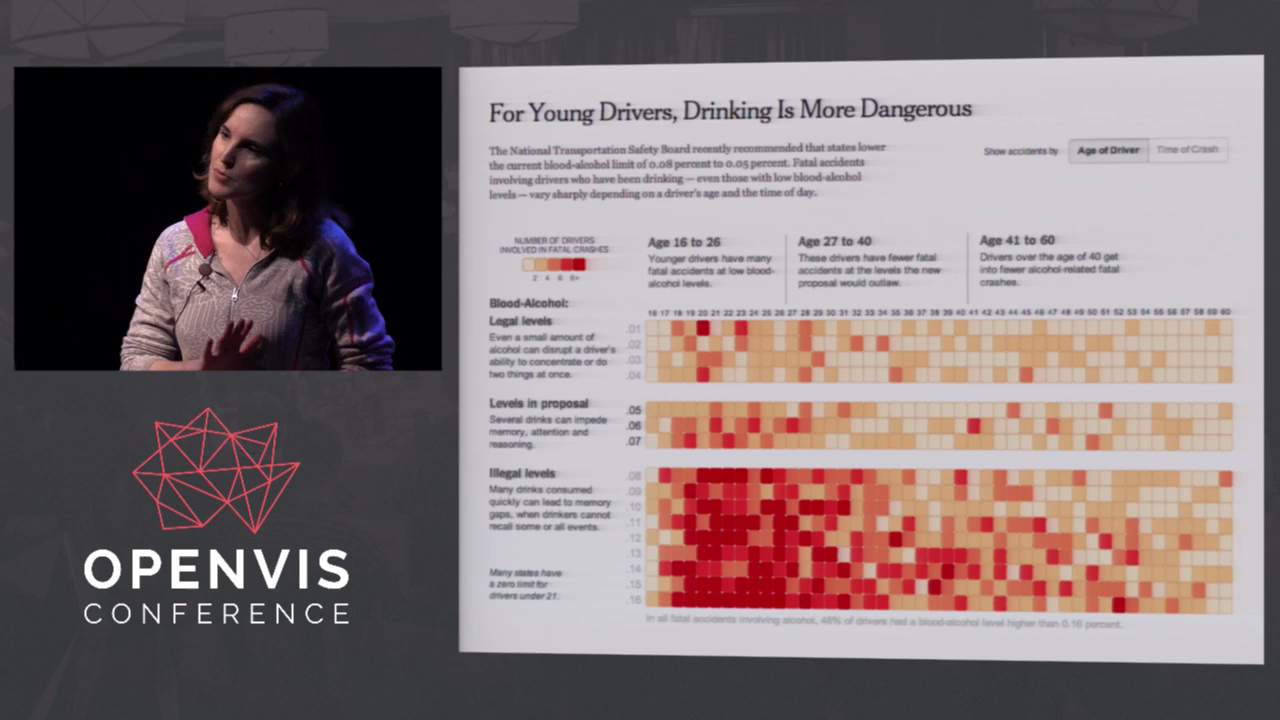 For Young Drivers, Drinking Is More Dangerous
The National Transportation Safety Board recently recommended that states lower
the current blood-alcohol limit of 0.08 percent to 0.05 percent. Fatal accidents
involving drivers who have been drinking — even those with low blood-alcohol
levels — vary sharply depending on a driver's age and the time of day.
Show accidents by
Age of Driver
Time of Crash
NUMBER OF DRIVERS
INVOLVED IN FATAL CRASHES
2 4 6 8+
Age 16 to 26
Younger drivers have many
fatal accidents at low blood-
alcohol levels.
Age 27 to 40
These drivers have fewer fatal
accidents at the levels the new
proposal would outlaw.
Age 41 to 60
Drivers over the age of 40 get
into fewer alcohol-related fatal
crashes.
Blood-Alcohol:
16 17 18 19 20 21 22 23 24 25 26 27 28 29 30 31 32 33 34 35 36 37 38 39 40 41 42 43 44 45 46 47 48 49 50 51 52 53 54 55 56 57 58 59 60
Legal levels
Even a small amount of
alcohol can disrupt a driver's
ability to concentrate or do
two things at once.
.01
.02
.03
.04
Levels in proposal
Several drinks can impede
memory, attention and
reasoning.
.05
.06
.07
Illegal levels
Many drinks consumed
quickly can lead to memory
gaps, when drinkers cannot
recall some or all events.
Many states have
a zero limit for
drivers under 21.
.08
.09
.10
.11
.12
.13
.14
.15
.16
In all fatal accidents involving alcohol, 48% of drivers had a blood-alcohol level higher than 0.16 percent.
OPENVIS
CONFERENCE